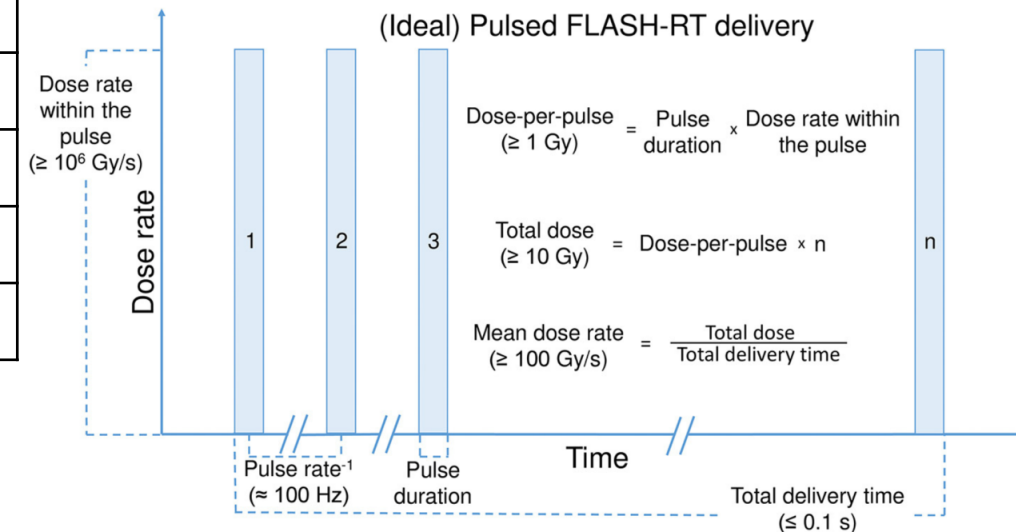 (Ideal) Pulsed FLASH-RT delivery
Dose rate
within the
pulse
(≥ 10⁶ Gy/s)
Dose rate
1
2
3
n
Dose-per-pulse
(≥ 1 Gy)
=
Pulse
duration
x
Dose rate within
the pulse
Total dose
(≥ 10 Gy)
= Dose-per-pulse x n
Mean dose rate
(≥ 100 Gy/s)
=
Total dose
Total delivery time
Time
Pulse rate⁻¹
(≈ 100 Hz)
Pulse
duration
Total delivery time
(≤ 0.1 s)